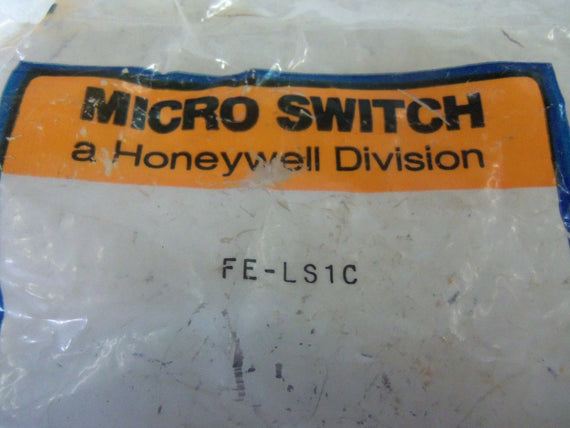 MICRO SWITCH
a Honeywell Division
FE-LS1C